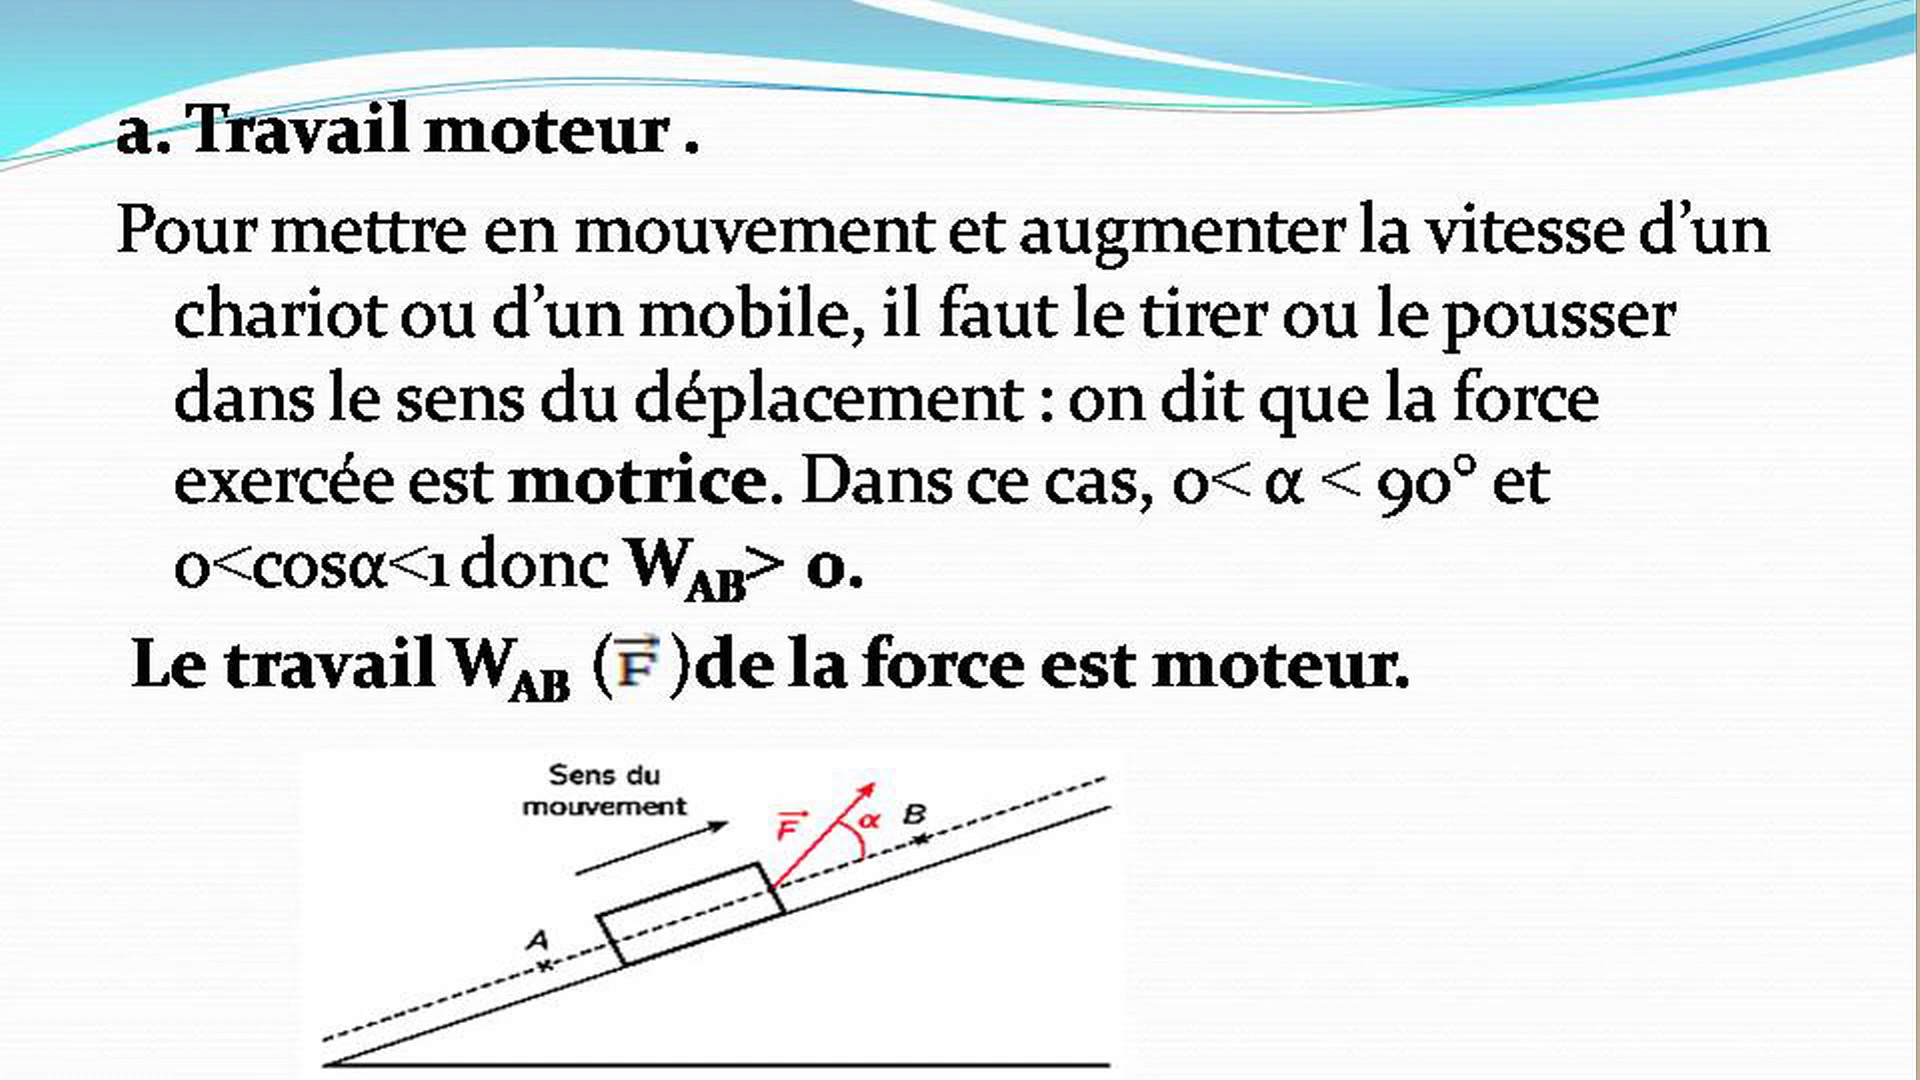 a. Travail moteur .
Pour mettre en mouvement et augmenter la vitesse d’un
chariot ou d’un mobile, il faut le tirer ou le pousser
dans le sens du déplacement : on dit que la force
exercée est motrice. Dans ce cas, 0< α < 90° et
0<cosα<1 donc W_AB> 0.
Le travail W_AB (F⃗ )de la force est moteur.
Sens du
mouvement
F⃗
α
B
A